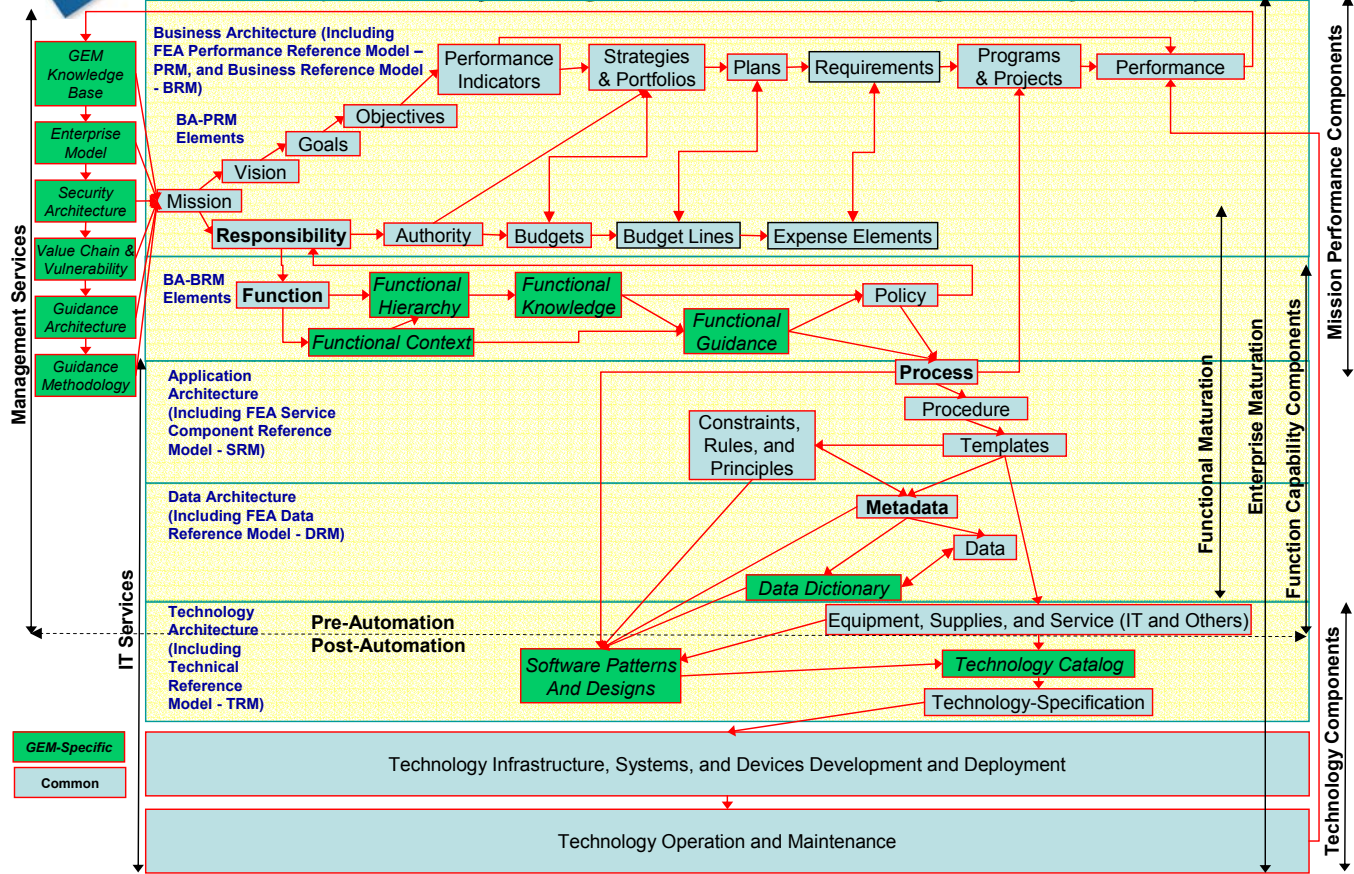 Business Architecture (Including
FEA Performance Reference Model –
PRM, and Business Reference Model
- BRM)
BA-PRM
Elements
GEM
Knowledge
Base
Enterprise
Model
Security
Architecture
Value Chain &
Vulnerability
Guidance
Architecture
Guidance
Methodology
Mission
Vision
Goals
Objectives
Performance
Indicators
Strategies
& Portfolios
Plans
Requirements
Programs
& Projects
Performance
Responsibility
Authority
Budgets
Budget Lines
Expense Elements
BA-BRM
Elements
Function
Functional
Hierarchy
Functional
Knowledge
Policy
Functional Context
Functional
Guidance
Application
Architecture
(Including FEA Service
Component Reference
Model - SRM)
Process
Procedure
Constraints,
Rules, and
Principles
Templates
Data Architecture
(Including FEA Data
Reference Model - DRM)
Metadata
Data
Data Dictionary
Technology
Architecture
(Including
Technical
Reference
Model - TRM)
Pre-Automation
Post-Automation
Equipment, Supplies, and Service (IT and Others)
Software Patterns
And Designs
Technology Catalog
Technology-Specification
GEM-Specific
Common
Technology Infrastructure, Systems, and Devices Development and Deployment
Technology Operation and Maintenance
Management Services
IT Services
Functional Maturation
Enterprise Maturation
Function Capability Components
Mission Performance Components
Technology Components